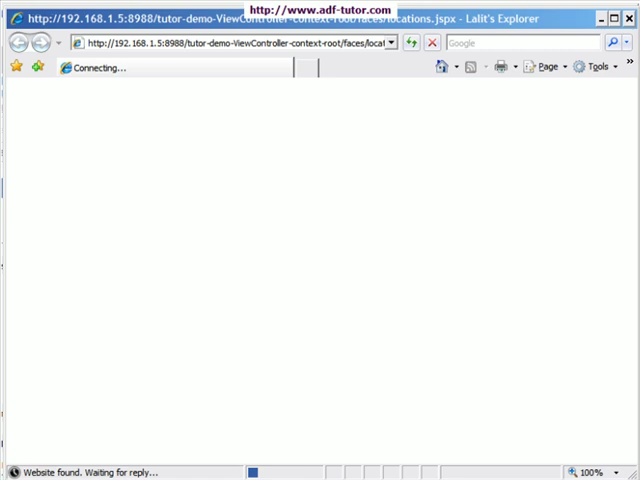 http://www.adf-tutor.com
http://192.168.1.5:8988/tutor-demo-ViewController-context-root/faces/locations.jspx - Lalit's Explorer
http://192.168.1.5:8988/tutor-demo-ViewController-context-root/faces/locat
Google
Connecting...
Page
Tools
Website found. Waiting for reply...
100%